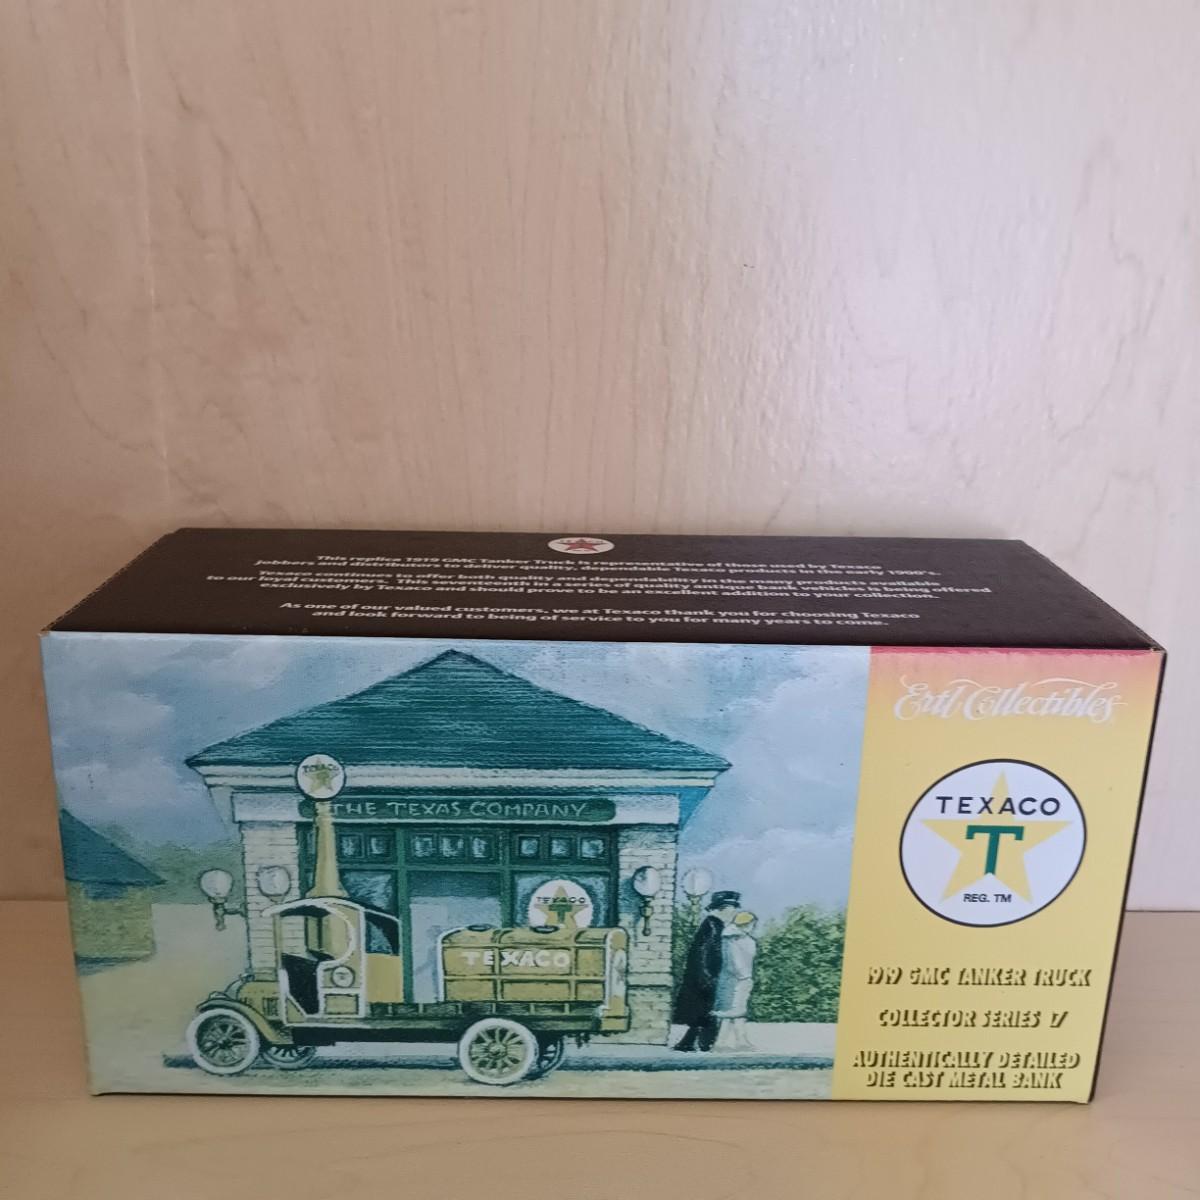 This replica 1919 GMC Tanker Truck is representative of those used by Texaco
jobbers and distributors to deliver quality, dependable Texaco products in the early 1900's.
Texaco continues to offer both quality and dependability in the many products available
to our loyal customers. This seventeenth in a series of quality antique bank vehicles is being offered
exclusively by Texaco and should prove to be an excellent addition to your collection.
As one of our valued customers, we at Texaco thank you for choosing Texaco
and look forward to being of service to you for many years to come.
Ertl Collectibles
TEXACO
T
REG. TM
1919 GMC TANKER TRUCK
COLLECTOR SERIES 17
AUTHENTICALLY DETAILED
DIE CAST METAL BANK
TEXACO
THE TEXAS COMPANY
TEXACO
T
TEXACO